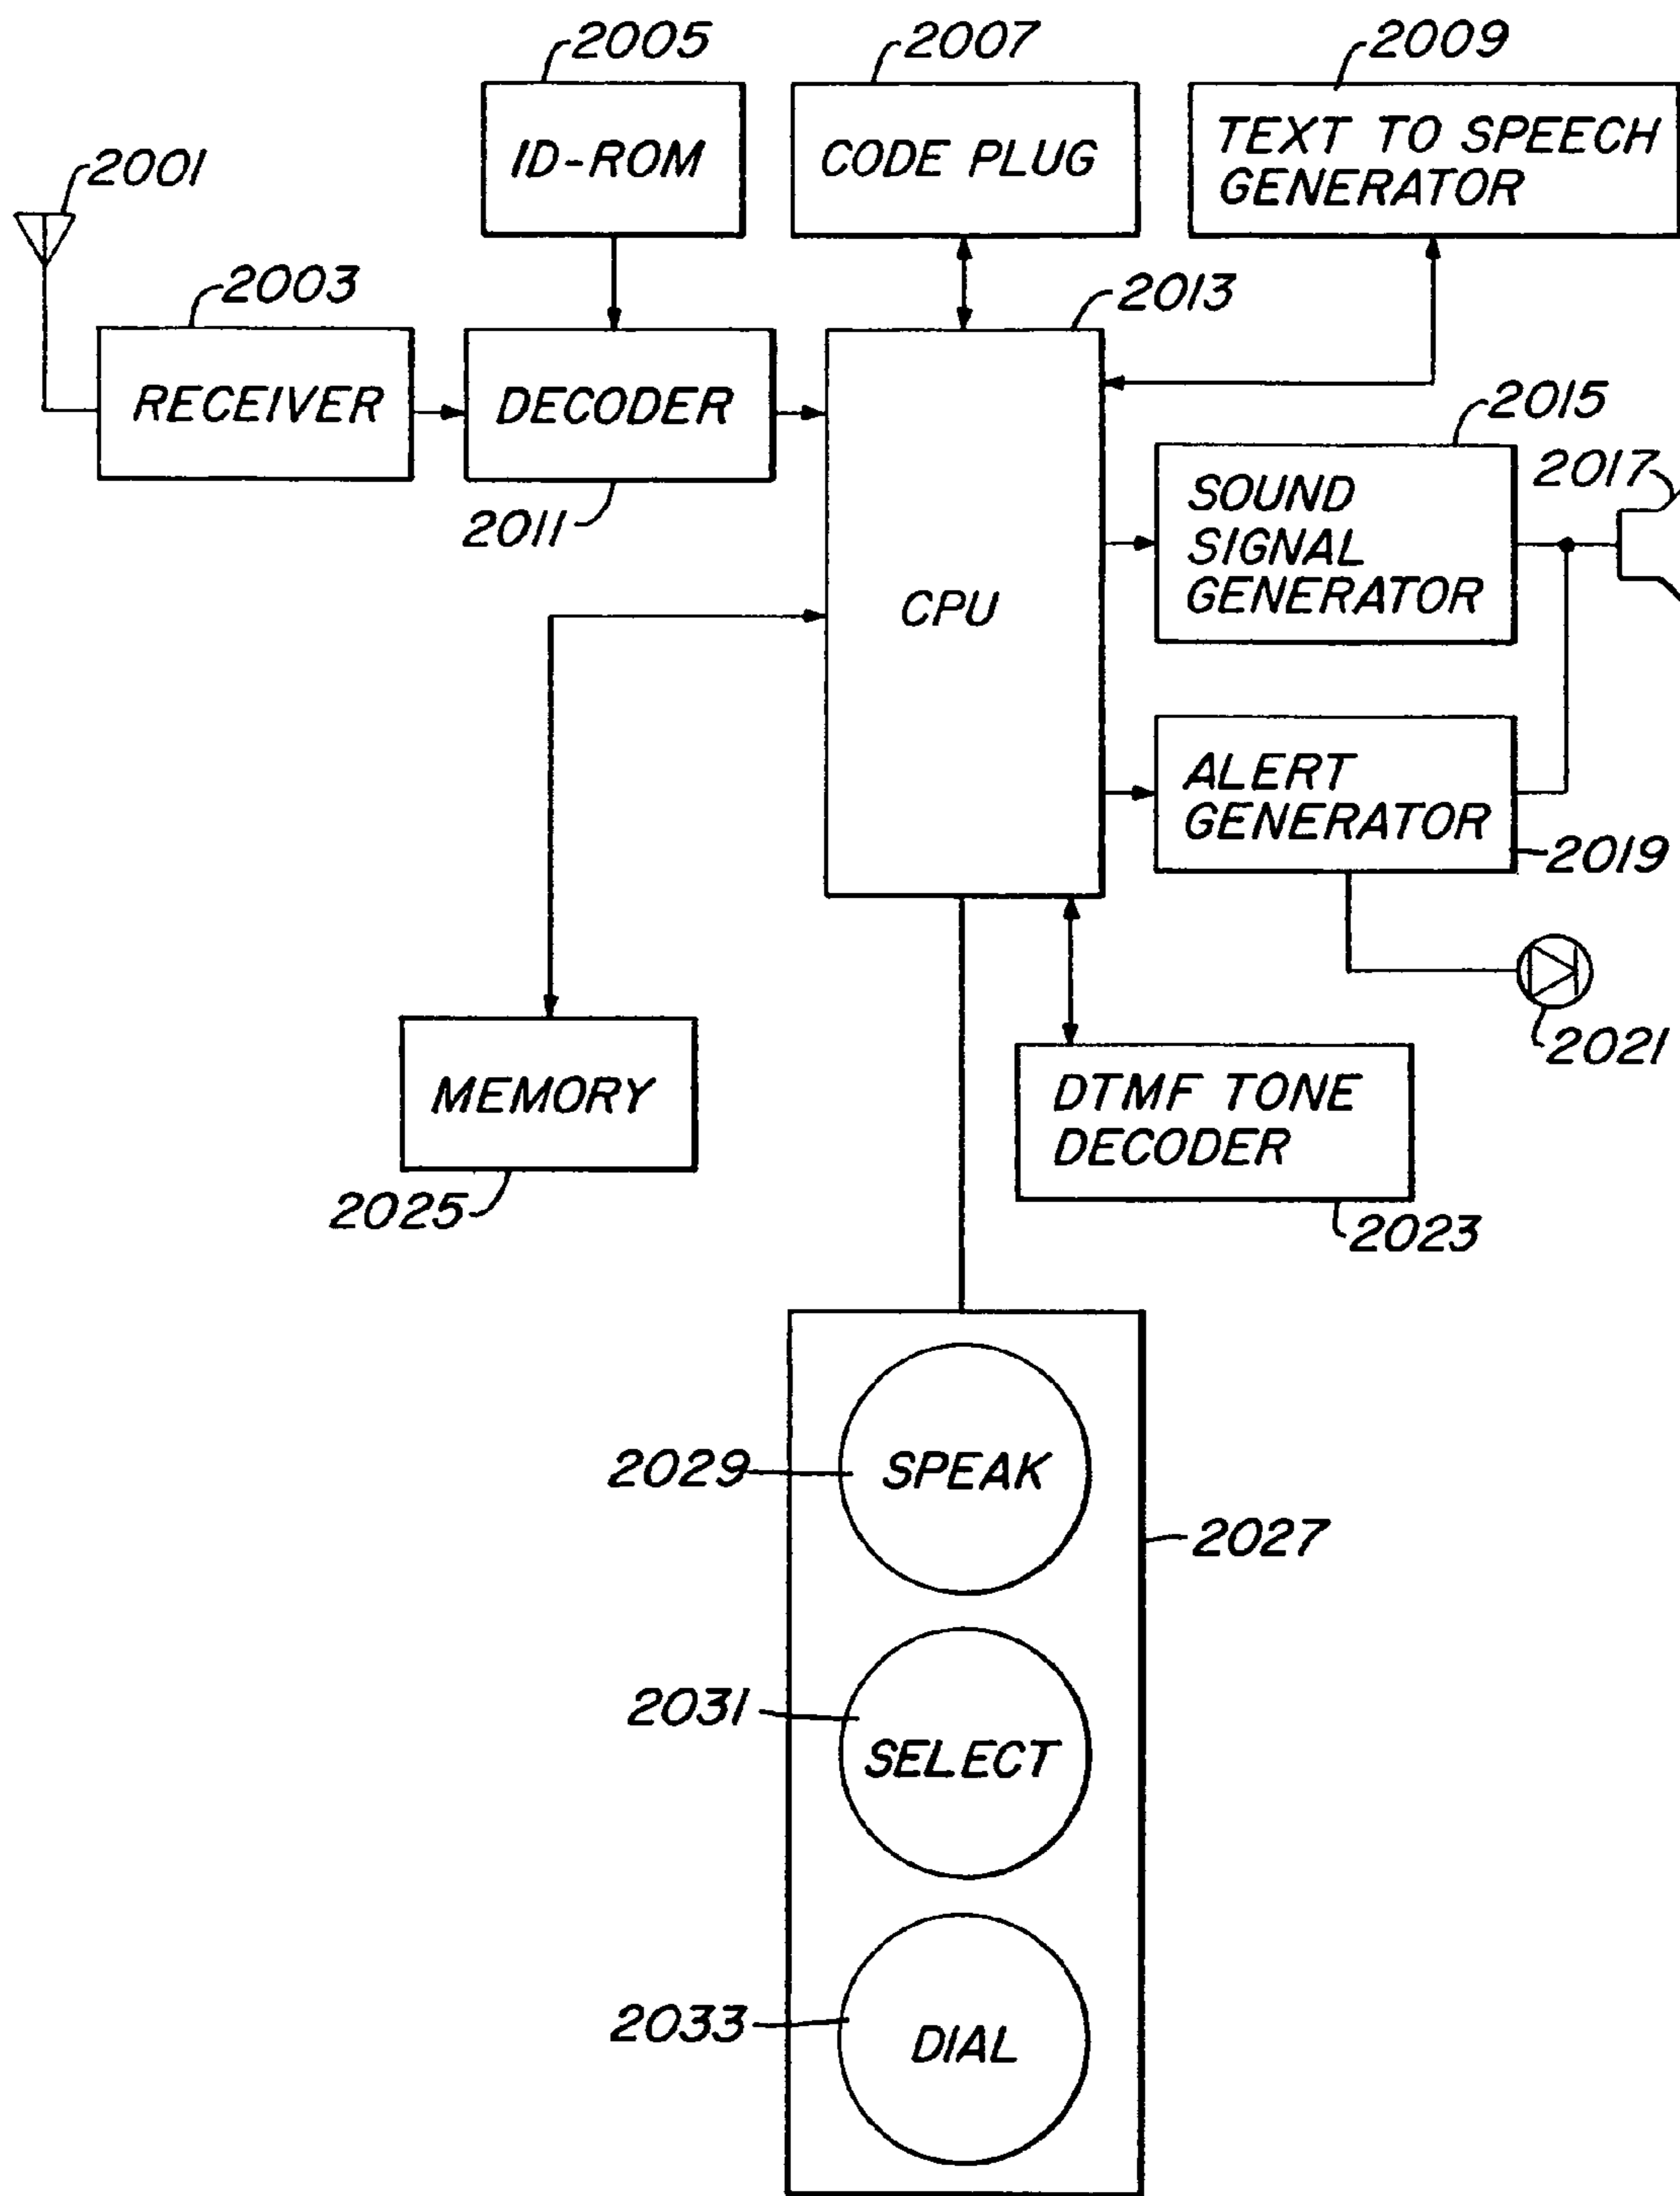 2005
2007
2009
ID-ROM
CODE PLUG
TEXT TO SPEECH
GENERATOR
2001
2003
2013
RECEIVER
DECODER
2011
CPU
2015
SOUND
SIGNAL
GENERATOR
2017
ALERT
GENERATOR
2019
2021
MEMORY
2025
DTMF TONE
DECODER
2023
2029
SPEAK
2027
2031
SELECT
2033
DIAL